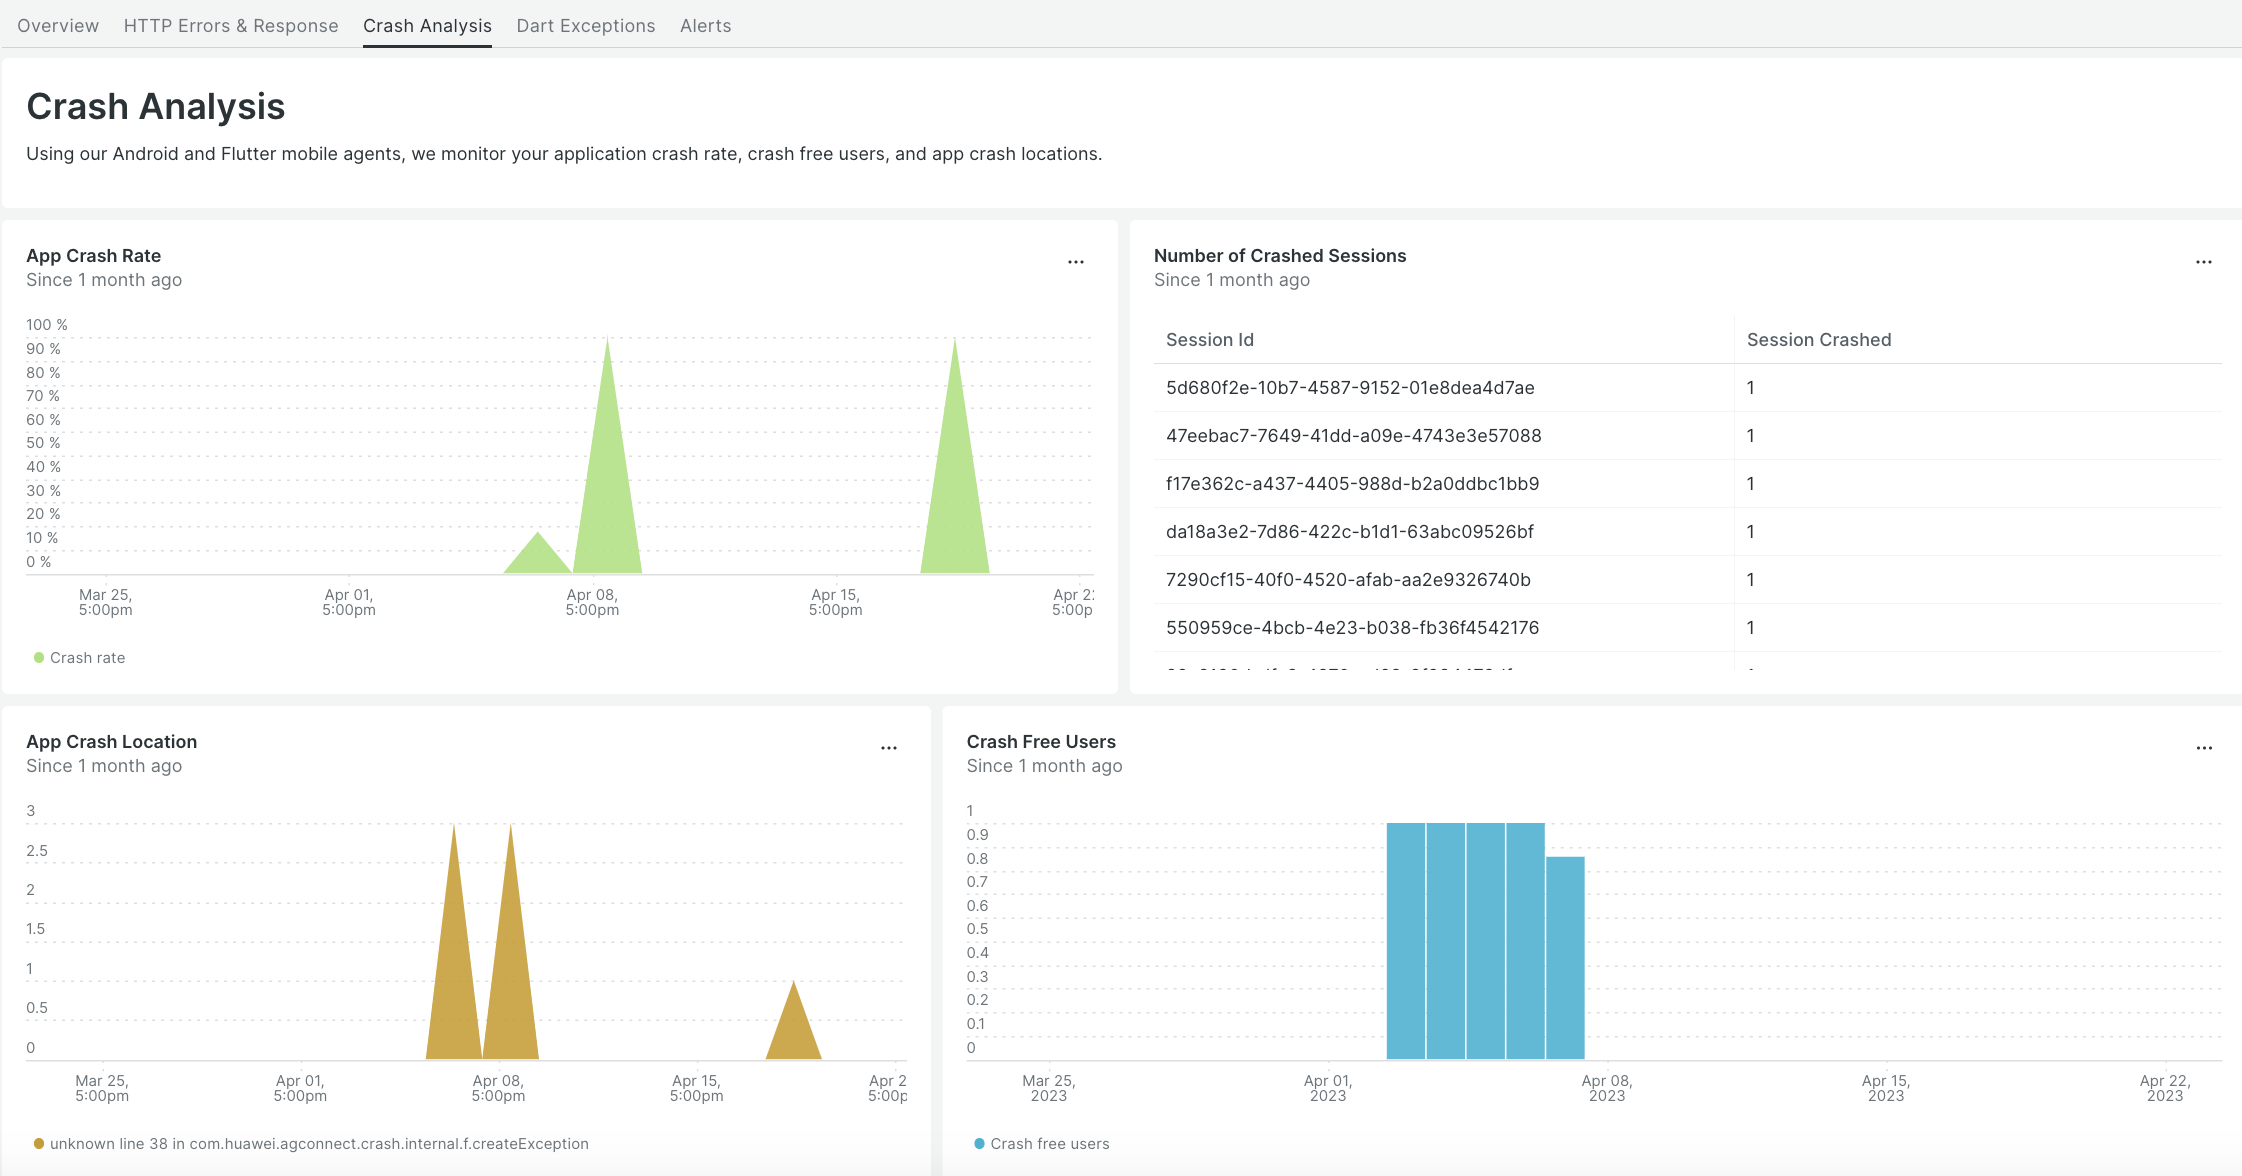 Overview HTTP Errors & Response Crash Analysis Dart Exceptions Alerts
Crash Analysis
Using our Android and Flutter mobile agents, we monitor your application crash rate, crash free users, and app crash locations.
App Crash Rate
Since 1 month ago
100 %
90 %
80 %
70 %
60 %
50 %
40 %
30 %
20 %
10 %
0 %
Mar 25, Apr 01, Apr 08, Apr 15, Apr 2
5:00pm 5:00pm 5:00pm 5:00pm 5:00p
Crash rate
Number of Crashed Sessions
Since 1 month ago
Session Id Session Crashed
5d680f2e-10b7-4587-9152-01e8dea4d7ae 1
47eebac7-7649-41dd-a09e-4743e3e57088 1
f17e362c-a437-4405-988d-b2a0ddbc1bb9 1
da18a3e2-7d86-422c-b1d1-63abc09526bf 1
7290cf15-40f0-4520-afab-aa2e9326740b 1
550959ce-4bcb-4e23-b038-fb36f4542176 1
App Crash Location
Since 1 month ago
3
2.5
2
1.5
1
0.5
0
Mar 25, Apr 01, Apr 08, Apr 15, Apr 2
5:00pm 5:00pm 5:00pm 5:00pm 5:00p
unknown line 38 in com.huawei.agconnect.crash.internal.f.createException
Crash Free Users
Since 1 month ago
1
0.9
0.8
0.7
0.6
0.5
0.4
0.3
0.2
0.1
0
Mar 25, Apr 01, Apr 08, Apr 15, Apr 22,
2023 2023 2023 2023 2023
Crash free users